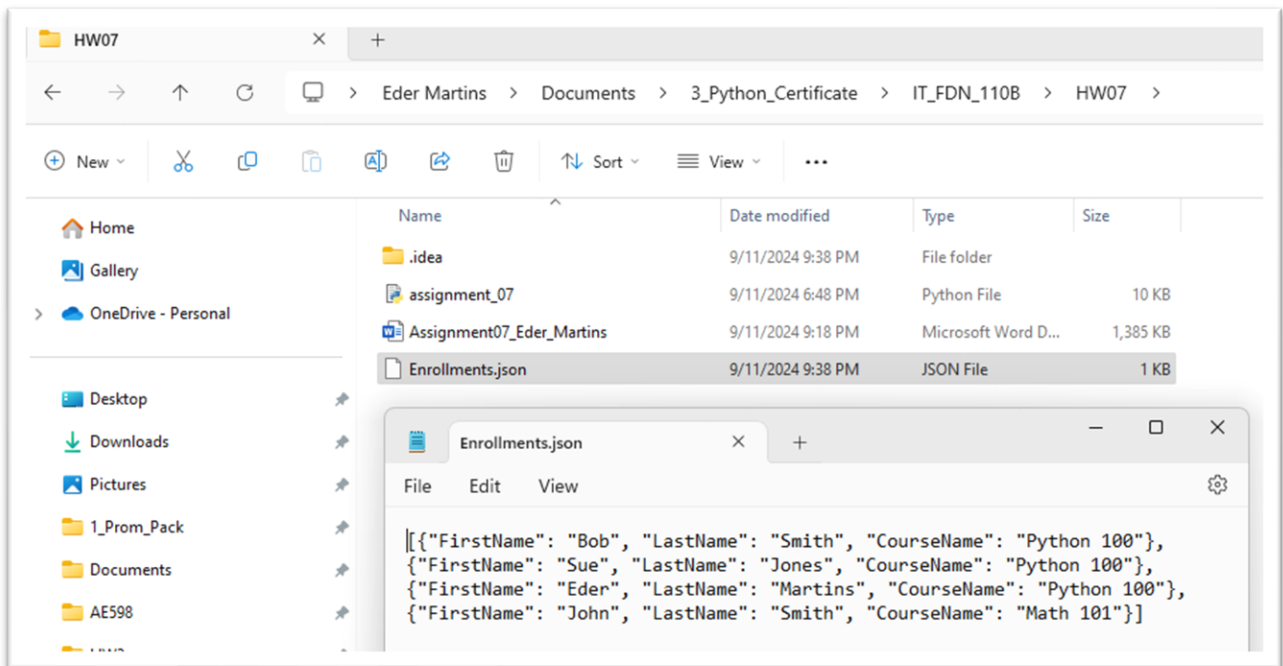 HW07
Eder Martins > Documents > 3_Python_Certificate > IT_FDN_110B > HW07 >
New Sort View ...
Name Date modified Type Size
Home
Gallery
OneDrive - Personal
Desktop
Downloads
Pictures
1_Prom_Pack
Documents
AE598
.idea 9/11/2024 9:38 PM File folder
assignment_07 9/11/2024 6:48 PM Python File 10 KB
Assignment07_Eder_Martins 9/11/2024 9:18 PM Microsoft Word D... 1,385 KB
Enrollments.json 9/11/2024 9:38 PM JSON File 1 KB
Enrollments.json
File Edit View
[{"FirstName": "Bob", "LastName": "Smith", "CourseName": "Python 100"},
{"FirstName": "Sue", "LastName": "Jones", "CourseName": "Python 100"},
{"FirstName": "Eder", "LastName": "Martins", "CourseName": "Python 100"},
{"FirstName": "John", "LastName": "Smith", "CourseName": "Math 101"}]